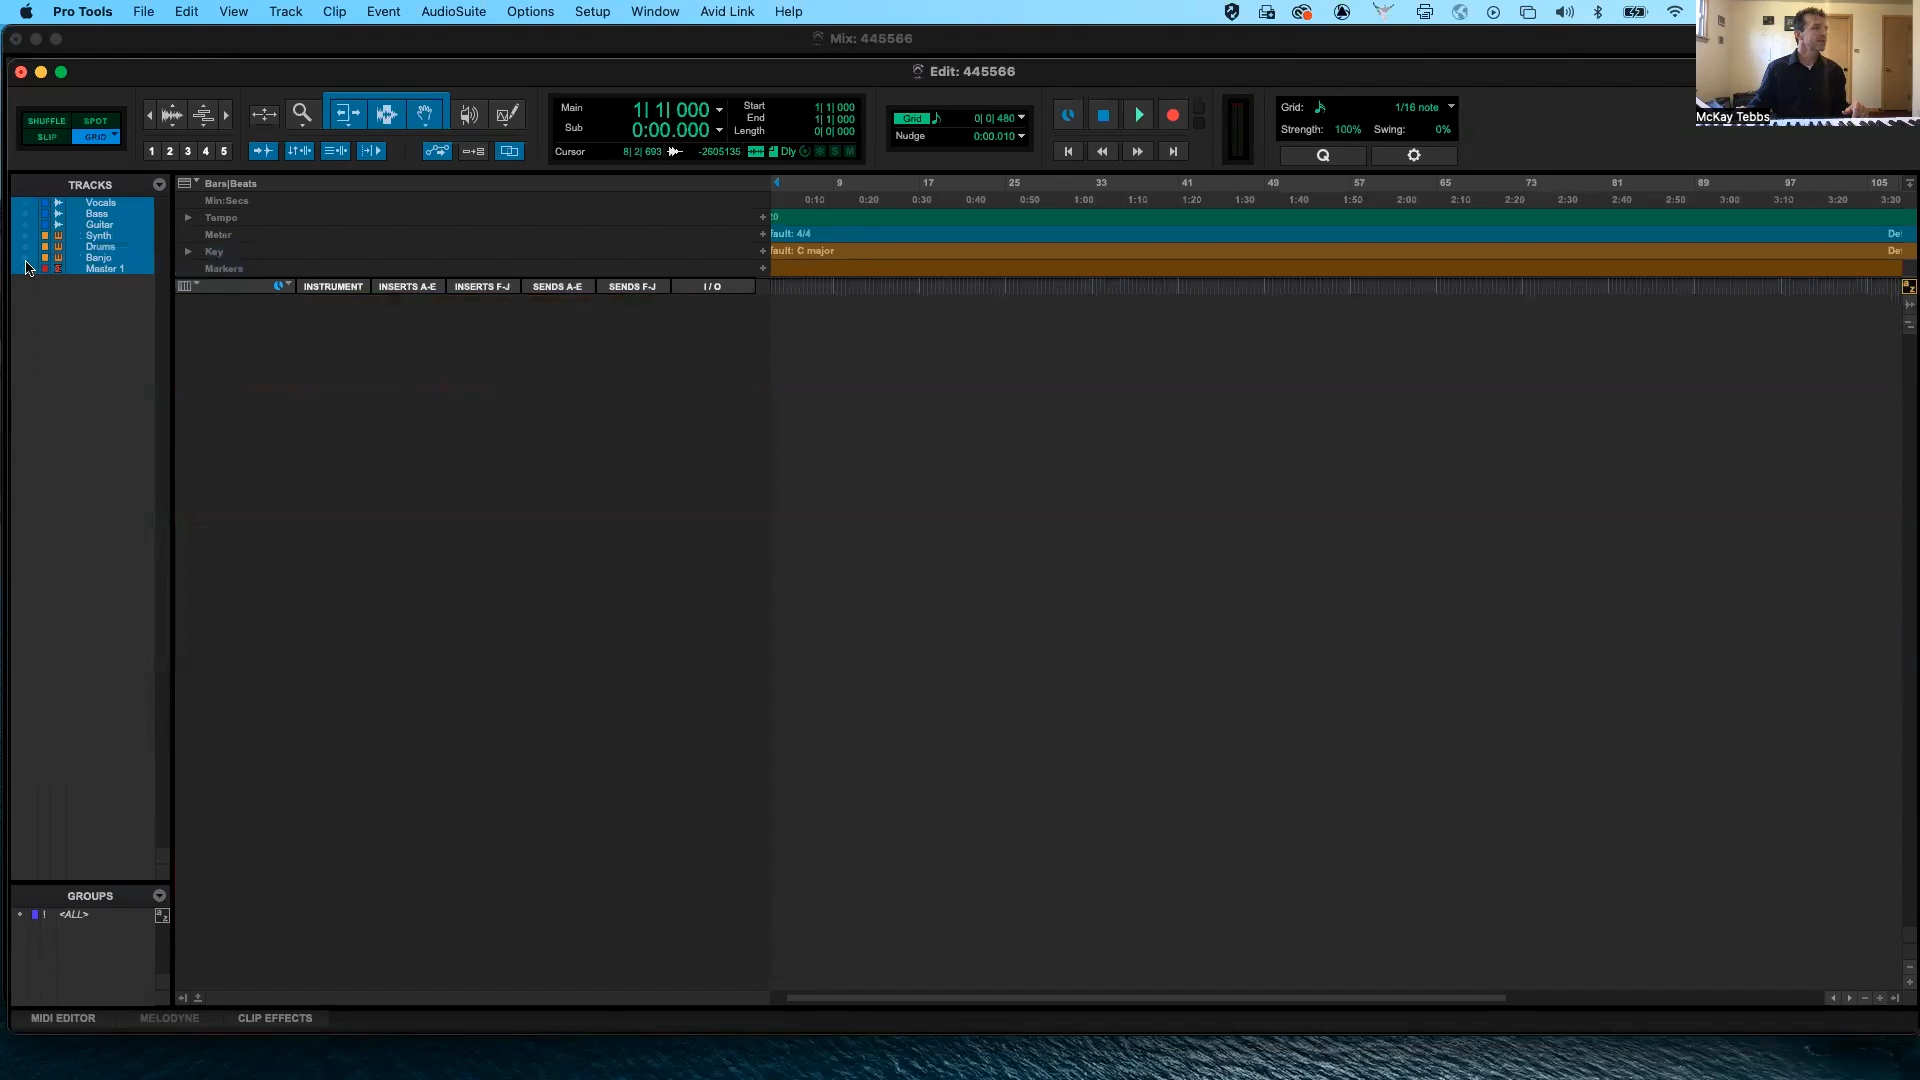 Pro Tools File Edit View Track Clip Event AudioSuite Options Setup Window Avid Link Help
Mix: 445566
Edit: 445566
McKay Tebbs
SHUFFLE SPOT
SLIP GRID
1 2 3 4 5
Main 1| 1| 000
Sub 0:00.000
Start 1| 1| 000
End 1| 1| 000
Length 0| 0| 000
Cursor 8| 2| 693 -2605135 Dly S M
Grid 0| 0| 480
Nudge 0:00.010
Grid: 1/16 note
Strength: 100% Swing: 0%
Q
TRACKS
Vocals
Bass
Guitar
Synth
Drums
Banjo
Master 1
Bars|Beats 9 17 25 33 41 49 57 65 73 81 89 97 105
Min:Secs 0:10 0:20 0:30 0:40 0:50 1:00 1:10 1:20 1:30 1:40 1:50 2:00 2:10 2:20 2:30 2:40 2:50 3:00 3:10 3:20
Tempo + 20
Meter + fault: 4/4 De
Key + fault: C major De
Markers +
INSTRUMENT INSERTS A-E INSERTS F-J SENDS A-E SENDS F-J I / O
a z
GROUPS
! <ALL> a z
MIDI EDITOR MELODYNE CLIP EFFECTS